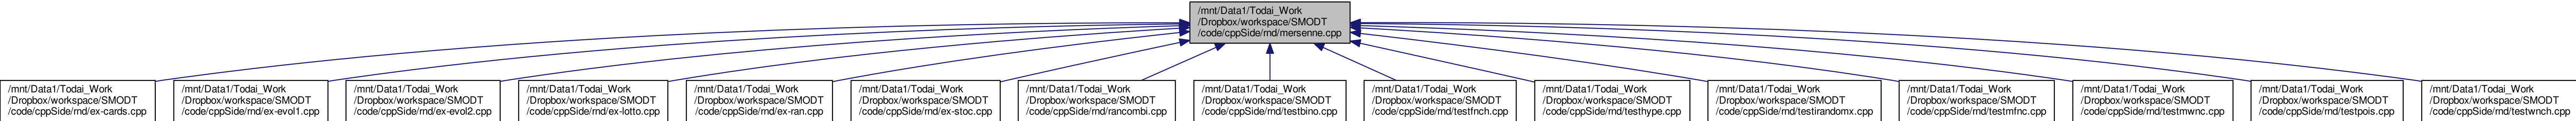 /mnt/Data1/Todai_Work
/Dropbox/workspace/SMODT
/code/cppSide/rnd/mersenne.cpp
/mnt/Data1/Todai_Work
/Dropbox/workspace/SMODT
/code/cppSide/rnd/ex-cards.cpp
/mnt/Data1/Todai_Work
/Dropbox/workspace/SMODT
/code/cppSide/rnd/ex-evol1.cpp
/mnt/Data1/Todai_Work
/Dropbox/workspace/SMODT
/code/cppSide/rnd/ex-evol2.cpp
/mnt/Data1/Todai_Work
/Dropbox/workspace/SMODT
/code/cppSide/rnd/ex-lotto.cpp
/mnt/Data1/Todai_Work
/Dropbox/workspace/SMODT
/code/cppSide/rnd/ex-ran.cpp
/mnt/Data1/Todai_Work
/Dropbox/workspace/SMODT
/code/cppSide/rnd/ex-stoc.cpp
/mnt/Data1/Todai_Work
/Dropbox/workspace/SMODT
/code/cppSide/rnd/rancombi.cpp
/mnt/Data1/Todai_Work
/Dropbox/workspace/SMODT
/code/cppSide/rnd/testbino.cpp
/mnt/Data1/Todai_Work
/Dropbox/workspace/SMODT
/code/cppSide/rnd/testfnch.cpp
/mnt/Data1/Todai_Work
/Dropbox/workspace/SMODT
/code/cppSide/rnd/testhype.cpp
/mnt/Data1/Todai_Work
/Dropbox/workspace/SMODT
/code/cppSide/rnd/testirandomx.cpp
/mnt/Data1/Todai_Work
/Dropbox/workspace/SMODT
/code/cppSide/rnd/testmfnc.cpp
/mnt/Data1/Todai_Work
/Dropbox/workspace/SMODT
/code/cppSide/rnd/testmwnc.cpp
/mnt/Data1/Todai_Work
/Dropbox/workspace/SMODT
/code/cppSide/rnd/testpois.cpp
/mnt/Data1/Todai_Work
/Dropbox/workspace/SMODT
/code/cppSide/rnd/testwnch.cpp